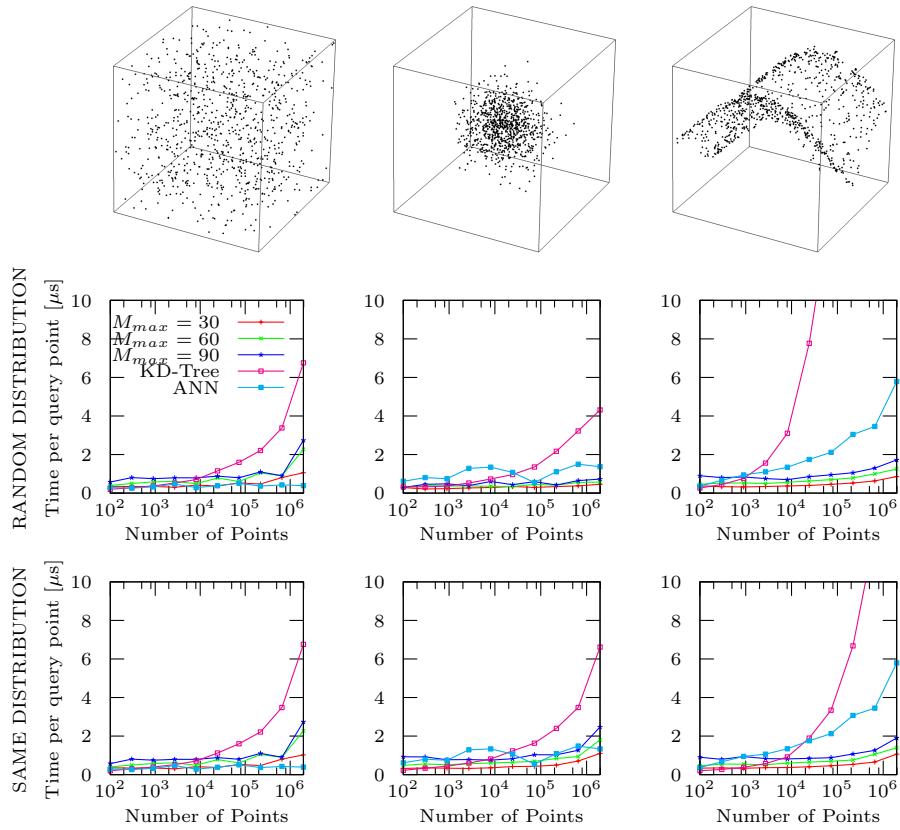 RANDOM DISTRIBUTION
Time per query point [μs]
10
8
6
4
2
0
M_max = 30
M_max = 60
M_max = 90
KD-Tree
ANN
10^2 10^3 10^4 10^5 10^6
Number of Points
10
8
6
4
2
0
10^2 10^3 10^4 10^5 10^6
Number of Points
10
8
6
4
2
0
10^2 10^3 10^4 10^5 10^6
Number of Points
SAME DISTRIBUTION
Time per query point [μs]
10
8
6
4
2
0
10^2 10^3 10^4 10^5 10^6
Number of Points
10
8
6
4
2
0
10^2 10^3 10^4 10^5 10^6
Number of Points
10
8
6
4
2
0
10^2 10^3 10^4 10^5 10^6
Number of Points